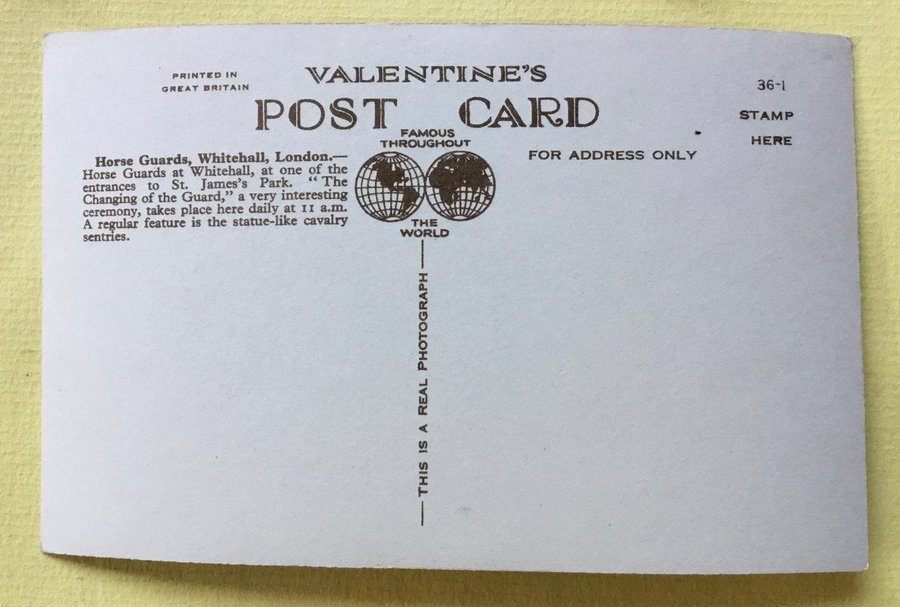 PRINTED IN
GREAT BRITAIN
VALENTINE'S
POST CARD
36-1
STAMP
HERE
FAMOUS
THROUGHOUT
THE
WORLD
FOR ADDRESS ONLY
Horse Guards, Whitehall, London.—
Horse Guards at Whitehall, at one of the
entrances to St. James's Park. "The
Changing of the Guard," a very interesting
ceremony, takes place here daily at 11 a.m.
A regular feature is the statue-like cavalry
sentries.
THIS IS A REAL PHOTOGRAPH